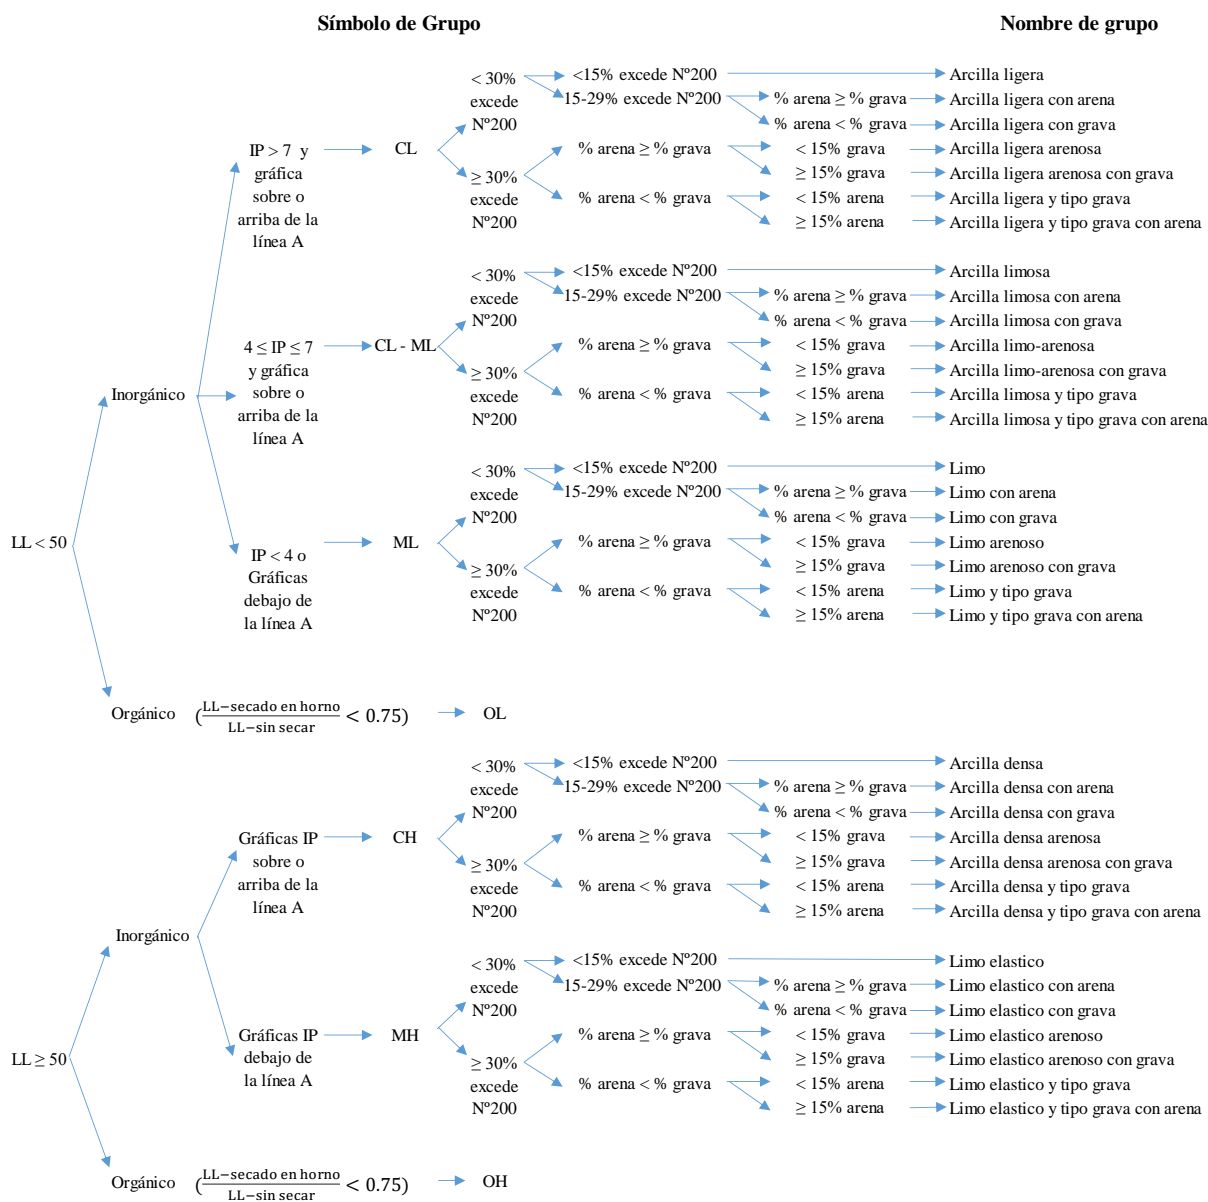 Símbolo de Grupo
Nombre de grupo
LL < 50
Inorgánico
IP > 7 y
gráfica
sobre o
arriba de la
línea A
CL
< 30%
excede
Nº200
<15% excede Nº200
Arcilla ligera
15-29% excede Nº200
% arena ≥ % grava
Arcilla ligera con arena
% arena < % grava
Arcilla ligera con grava
≥ 30%
excede
Nº200
% arena ≥ % grava
< 15% grava
Arcilla ligera arenosa
≥ 15% grava
Arcilla ligera arenosa con grava
% arena < % grava
< 15% arena
Arcilla ligera y tipo grava
≥ 15% arena
Arcilla ligera y tipo grava con arena
4 ≤ IP ≤ 7
y gráfica
sobre o
arriba de la
línea A
CL - ML
< 30%
excede
Nº200
<15% excede Nº200
Arcilla limosa
15-29% excede Nº200
% arena ≥ % grava
Arcilla limosa con arena
% arena < % grava
Arcilla limosa con grava
≥ 30%
excede
Nº200
% arena ≥ % grava
< 15% grava
Arcilla limo-arenosa
≥ 15% grava
Arcilla limo-arenosa con grava
% arena < % grava
< 15% arena
Arcilla limosa y tipo grava
≥ 15% arena
Arcilla limosa y tipo grava con arena
IP < 4 o
Gráficas
debajo de
la línea A
ML
< 30%
excede
Nº200
<15% excede Nº200
Limo
15-29% excede Nº200
% arena ≥ % grava
Limo con arena
% arena < % grava
Limo con grava
≥ 30%
excede
Nº200
% arena ≥ % grava
< 15% grava
Limo arenoso
≥ 15% grava
Limo arenoso con grava
% arena < % grava
< 15% arena
Limo y tipo grava
≥ 15% arena
Limo y tipo grava con arena
Orgánico
(LL−secado en horno / LL−sin secar < 0.75)
OL
LL ≥ 50
Inorgánico
Gráficas IP
sobre o
arriba de la
línea A
CH
< 30%
excede
Nº200
<15% excede Nº200
Arcilla densa
15-29% excede Nº200
% arena ≥ % grava
Arcilla densa con arena
% arena < % grava
Arcilla densa con grava
≥ 30%
excede
Nº200
% arena ≥ % grava
< 15% grava
Arcilla densa arenosa
≥ 15% grava
Arcilla densa arenosa con grava
% arena < % grava
< 15% arena
Arcilla densa y tipo grava
≥ 15% arena
Arcilla densa y tipo grava con arena
Gráficas IP
debajo de
la línea A
MH
< 30%
excede
Nº200
<15% excede Nº200
Limo elastico
15-29% excede Nº200
% arena ≥ % grava
Limo elastico con arena
% arena < % grava
Limo elastico con grava
≥ 30%
excede
Nº200
% arena ≥ % grava
< 15% grava
Limo elastico arenoso
≥ 15% grava
Limo elastico arenoso con grava
% arena < % grava
< 15% arena
Limo elastico y tipo grava
≥ 15% arena
Limo elastico y tipo grava con arena
Orgánico
(LL−secado en horno / LL−sin secar < 0.75)
OH